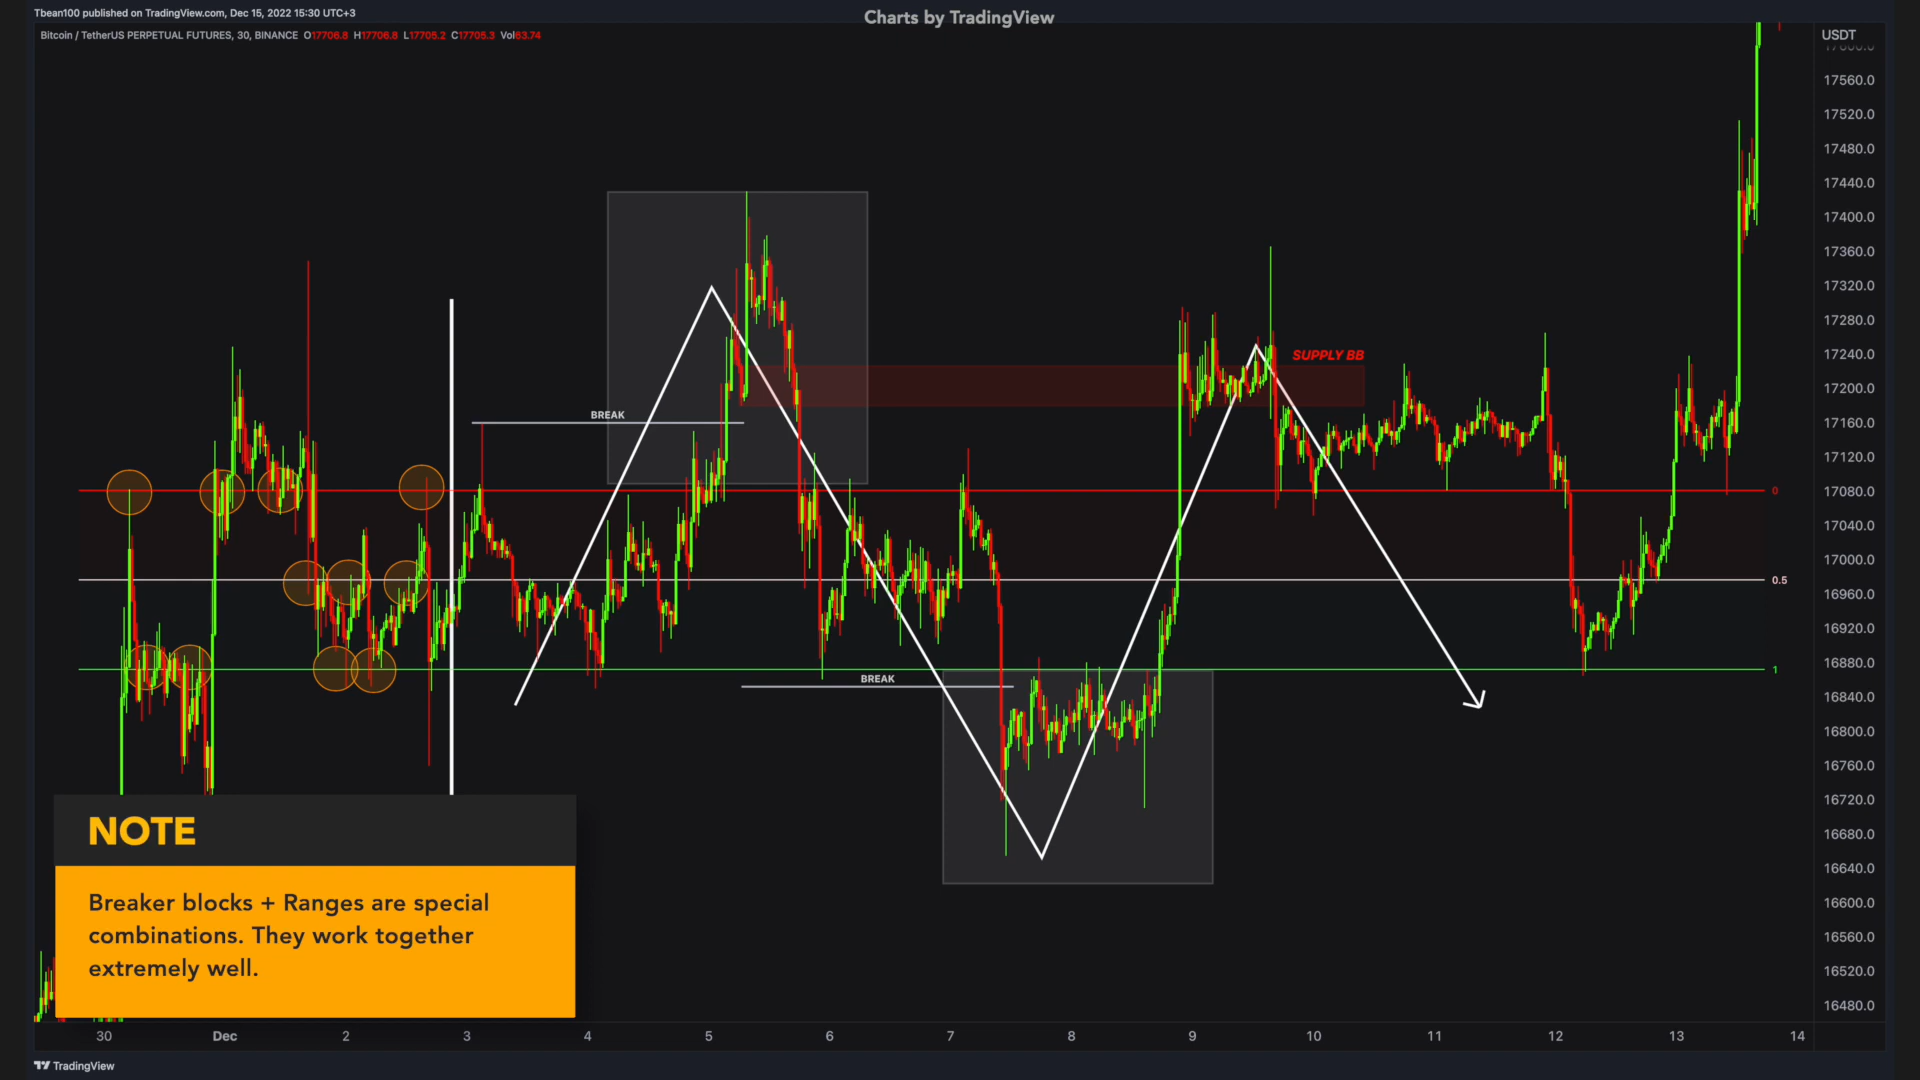 Tbean100 published on TradingView.com, Dec 15, 2022 15:30 UTC+3
Charts by TradingView
Bitcoin / TetherUS PERPETUAL FUTURES, 30, BINANCE O17706.8 H17706.8 L17705.2 C17705.3 Vol63.74
USDT
17560.0
17520.0
17480.0
17440.0
17400.0
17360.0
17320.0
17280.0
17240.0
17200.0
17160.0
17120.0
17080.0
17040.0
17000.0
16960.0
16920.0
16880.0
16840.0
16800.0
16760.0
16720.0
16680.0
16640.0
16600.0
16560.0
16520.0
16480.0
SUPPLY BB
BREAK
0
0.5
1
BREAK
NOTE
Breaker blocks + Ranges are special
combinations. They work together
extremely well.
30 Dec 2 3 4 5 6 7 8 9 10 11 12 13 14
TradingView